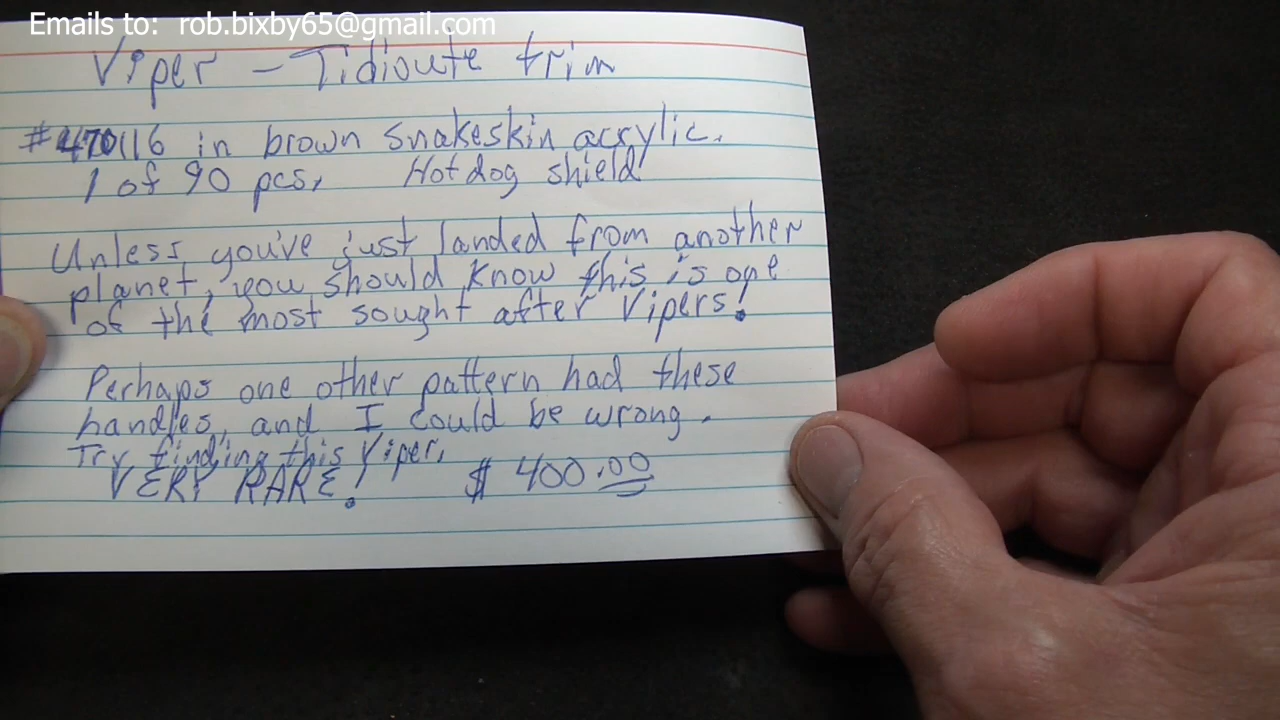 Emails to: rob.bixby65@gmail.com
Viper - Tidioute trim
#470116 in brown snakeskin acrylic.
1 of 90 pcs, Hotdog shield
Unless you've just landed from another
planet, you should know this is one
of the most sought after Vipers!
Perhaps one other pattern had these
handles, and I could be wrong.
Try finding this Viper.
VERY RARE! $400.00